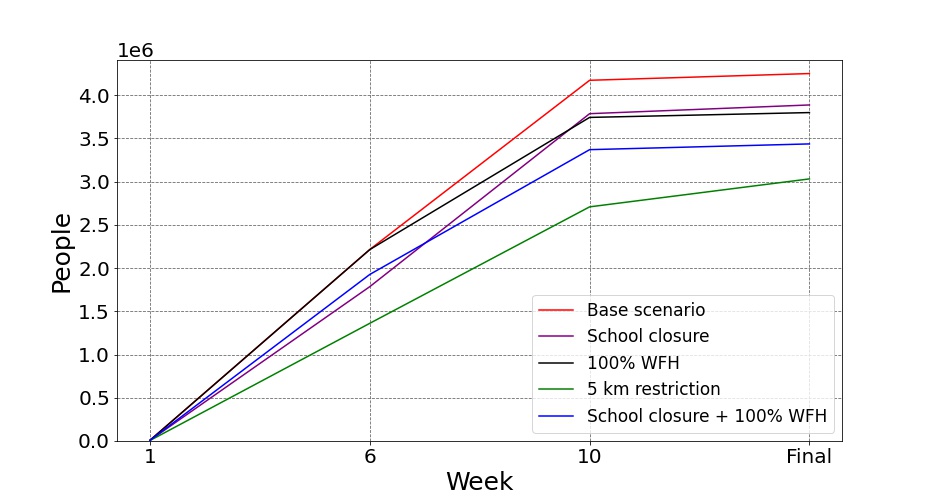 1e6
4.0
3.5
3.0
2.5
2.0
1.5
1.0
0.5
0.0
People
Base scenario
School closure
100% WFH
5 km restriction
School closure + 100% WFH
1 6 10 Final
Week